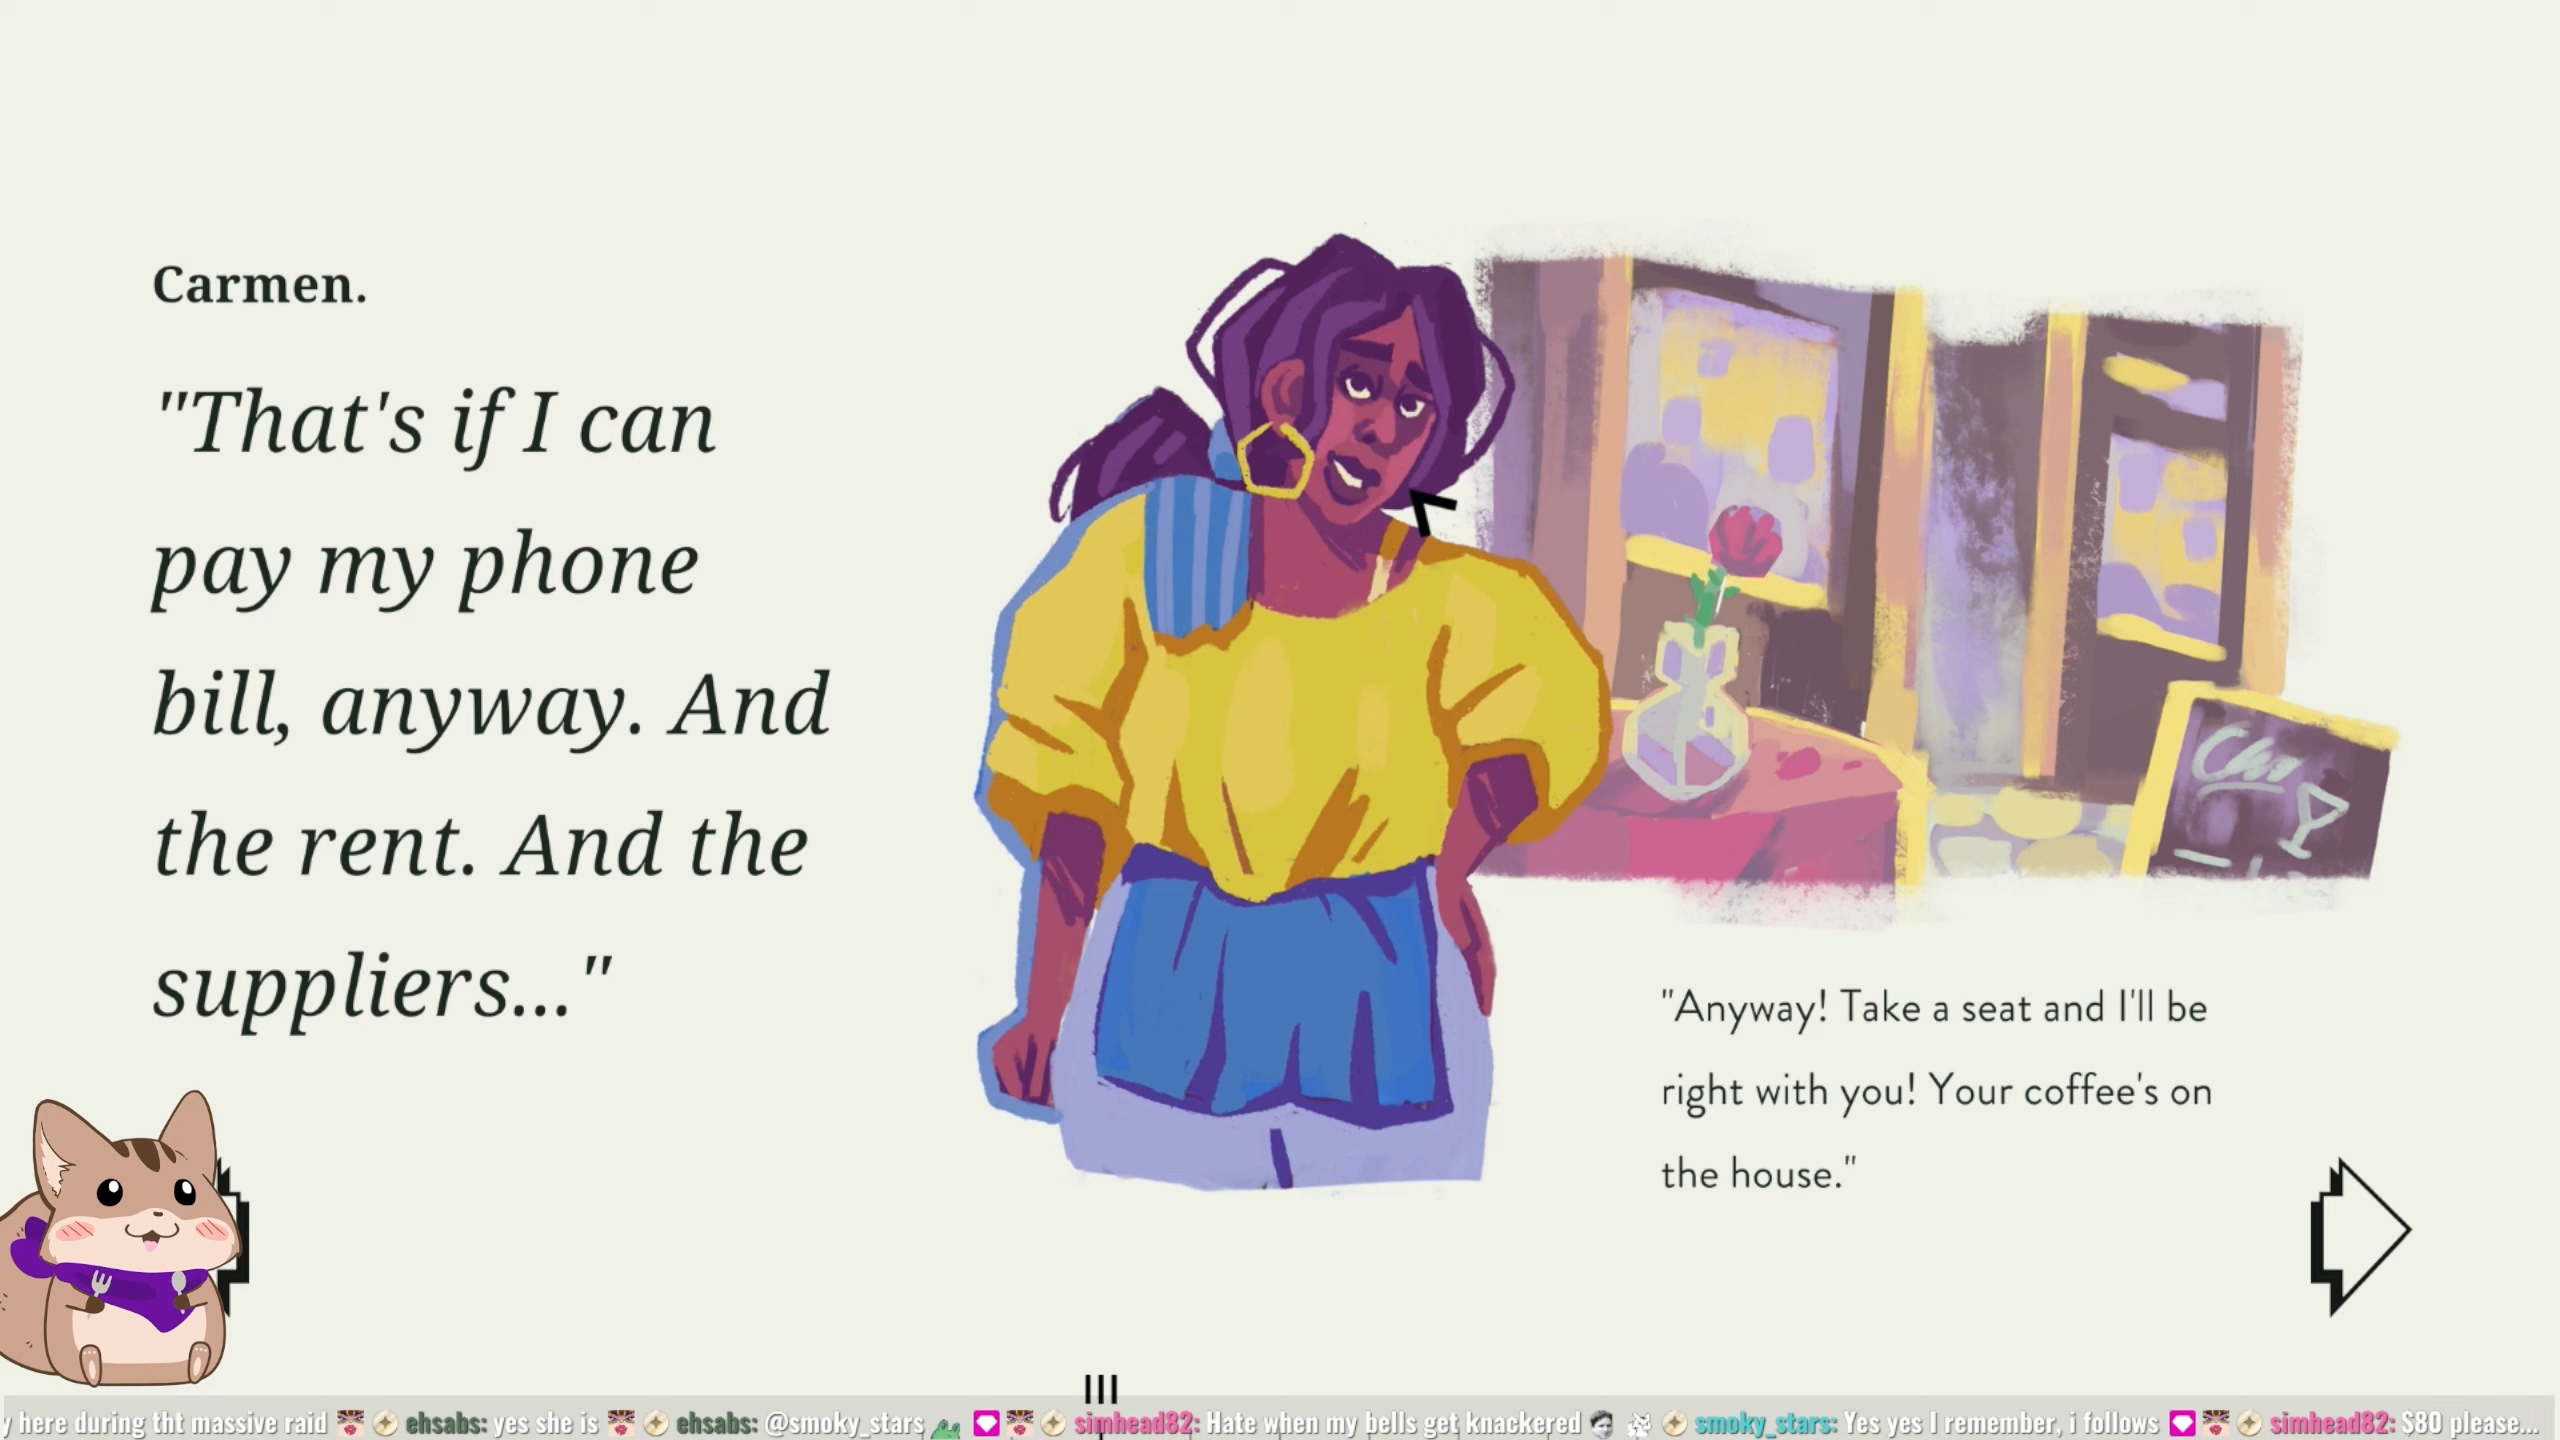 Carmen.
"That's if I can
pay my phone
bill, anyway. And
the rent. And the
suppliers..."
"Anyway! Take a seat and I'll be
right with you! Your coffee's on
the house."
III
y here during tht massive raid ehsabs: yes she is ehsabs: @smoky_stars simhead82: Hate when my bells get knackered smoky_stars: Yes yes I remember, i follows simhead82: $80 please...